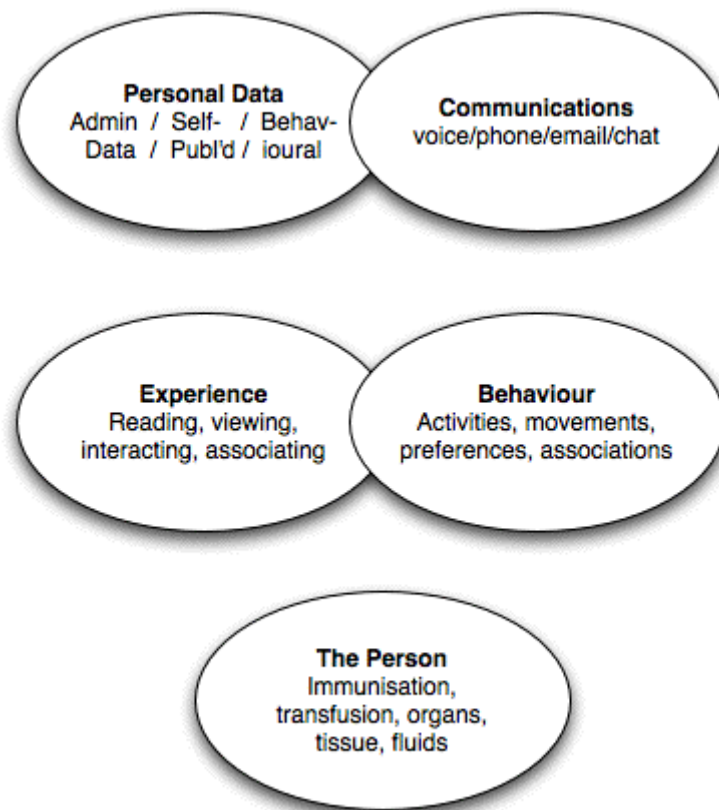 Personal Data
Admin / Self- / Behav-
Data / Publ'd / ioural
Communications
voice/phone/email/chat
Experience
Reading, viewing,
interacting, associating
Behaviour
Activities, movements,
preferences, associations
The Person
Immunisation,
transfusion, organs,
tissue, fluids